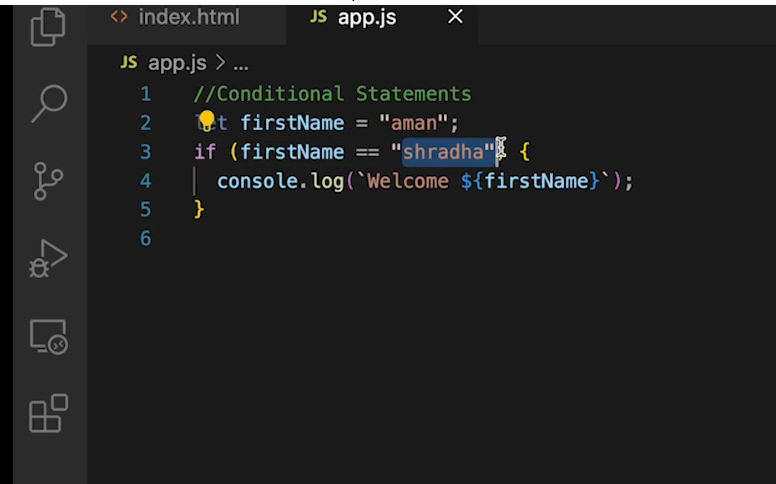 <> index.html JS app.js ×
JS app.js > ...
1 //Conditional Statements
2 let firstName = "aman";
3 if (firstName == "shradha") {
4 console.log(`Welcome ${firstName}`);
5 }
6